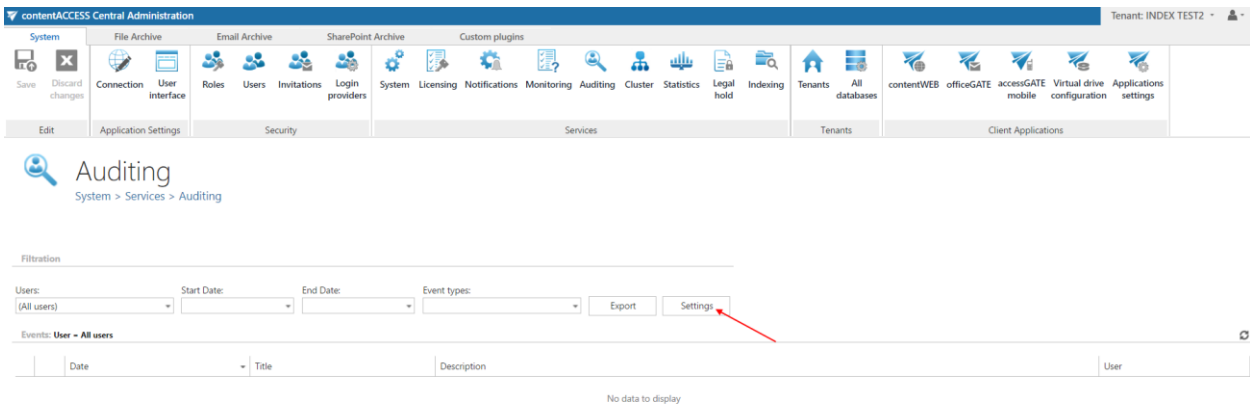 contentACCESS Central Administration
Tenant: INDEX TEST2
System File Archive Email Archive SharePoint Archive Custom plugins
Save Discard changes Connection User interface Roles Users Invitations Login providers System Licensing Notifications Monitoring Auditing Cluster Statistics Legal hold Indexing Tenants All databases contentWEB officeGATE accessGATE mobile Virtual drive configuration Applications settings
Edit Application Settings Security Services Tenants Client Applications
Auditing
System > Services > Auditing
Filtration
Users: Start Date: End Date: Event types:
(All users) Export Settings
Events: User = All users
Date Title Description User
No data to display